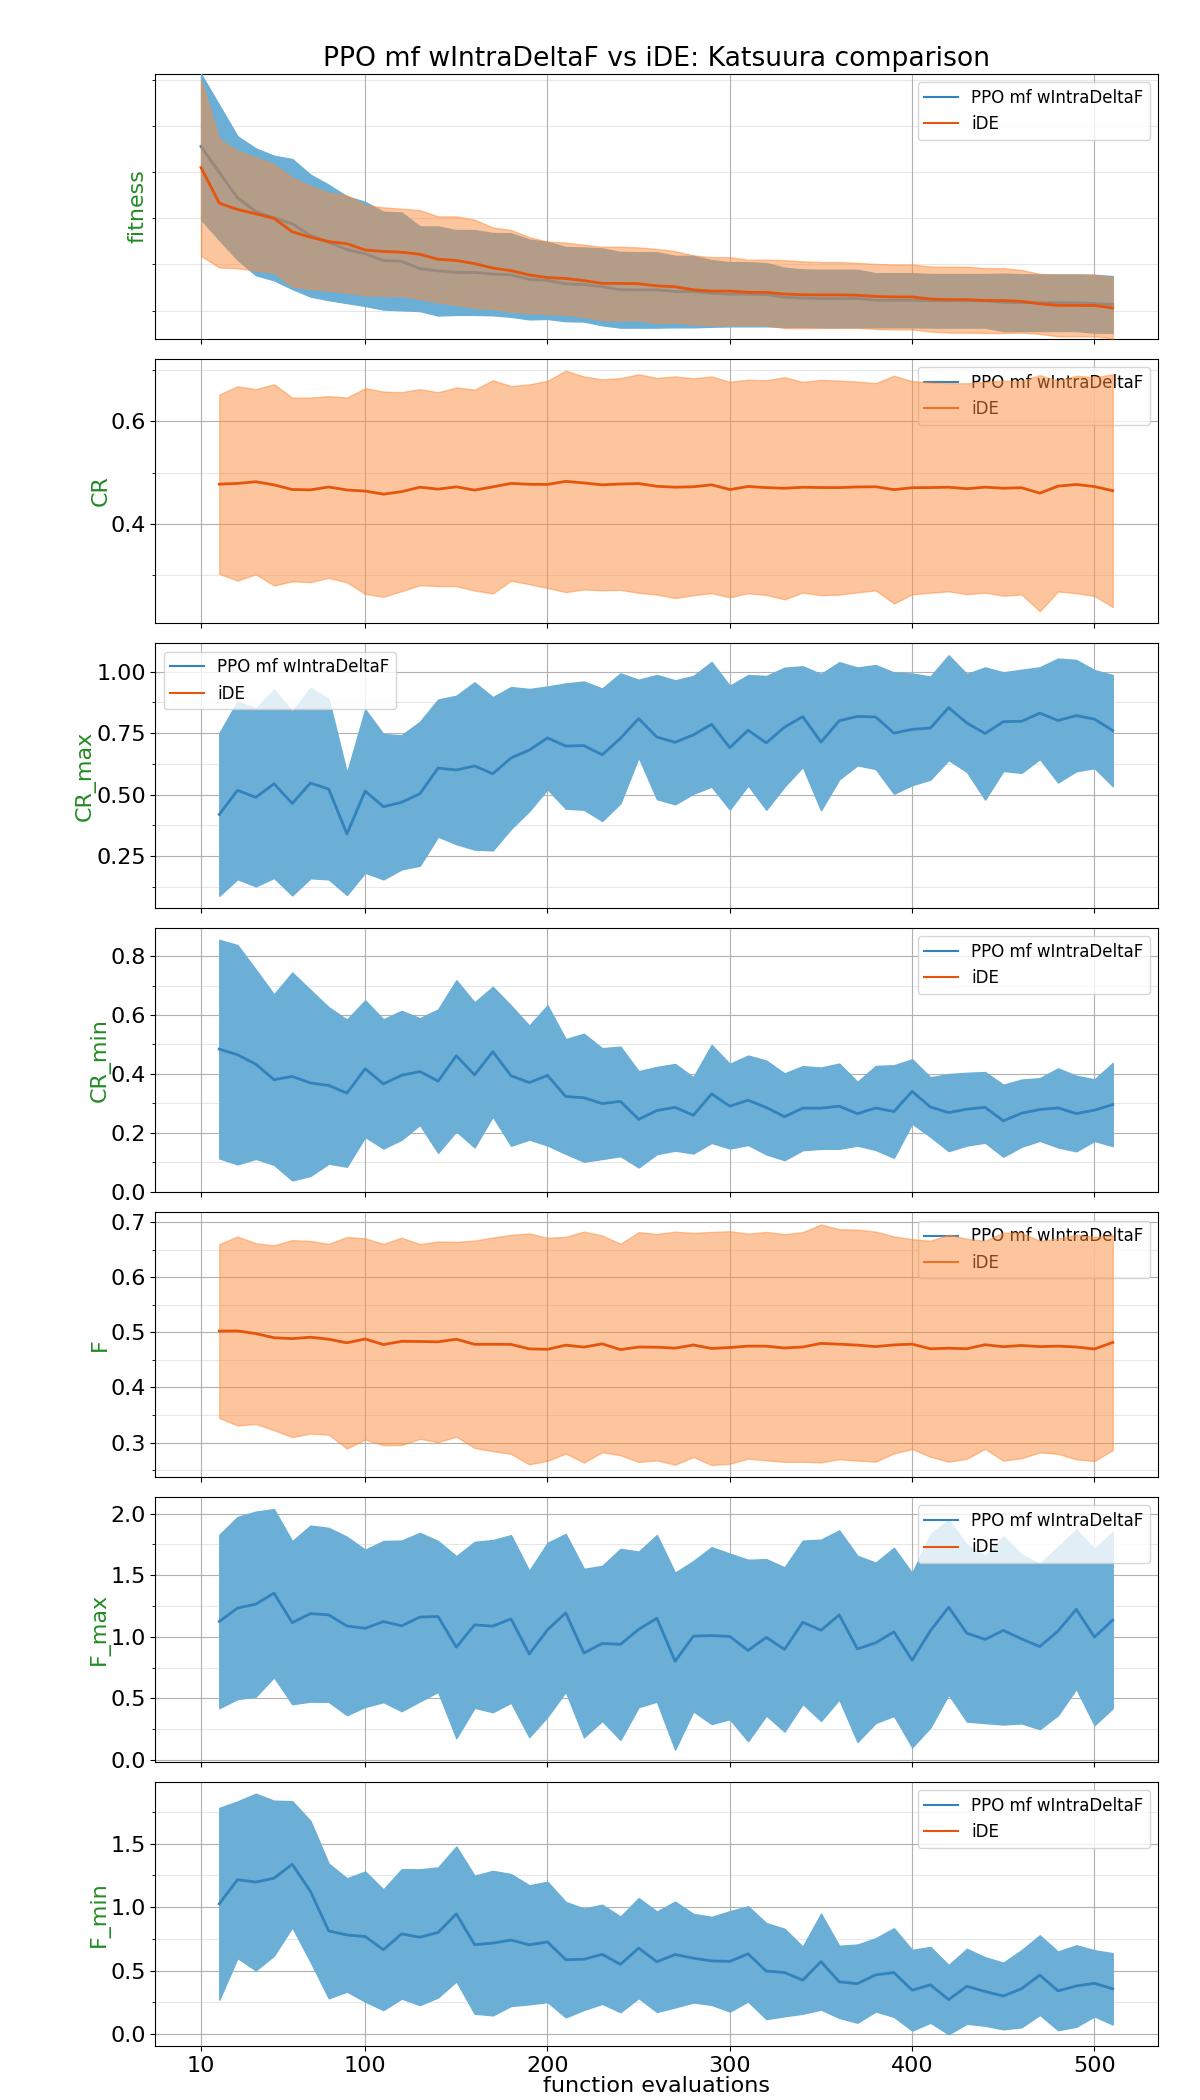 PPO mf wIntraDeltaF vs iDE: Katsuura comparison
fitness
PPO mf wIntraDeltaF
iDE
CR
0.6
0.4
PPO mf wIntraDeltaF
iDE
CR_max
1.00
0.75
0.50
0.25
PPO mf wIntraDeltaF
iDE
CR_min
0.8
0.6
0.4
0.2
0.0
PPO mf wIntraDeltaF
iDE
F
0.7
0.6
0.5
0.4
0.3
PPO mf wIntraDeltaF
iDE
F_max
2.0
1.5
1.0
0.5
0.0
PPO mf wIntraDeltaF
iDE
F_min
1.5
1.0
0.5
0.0
PPO mf wIntraDeltaF
iDE
10 100 200 300 400 500
function evaluations